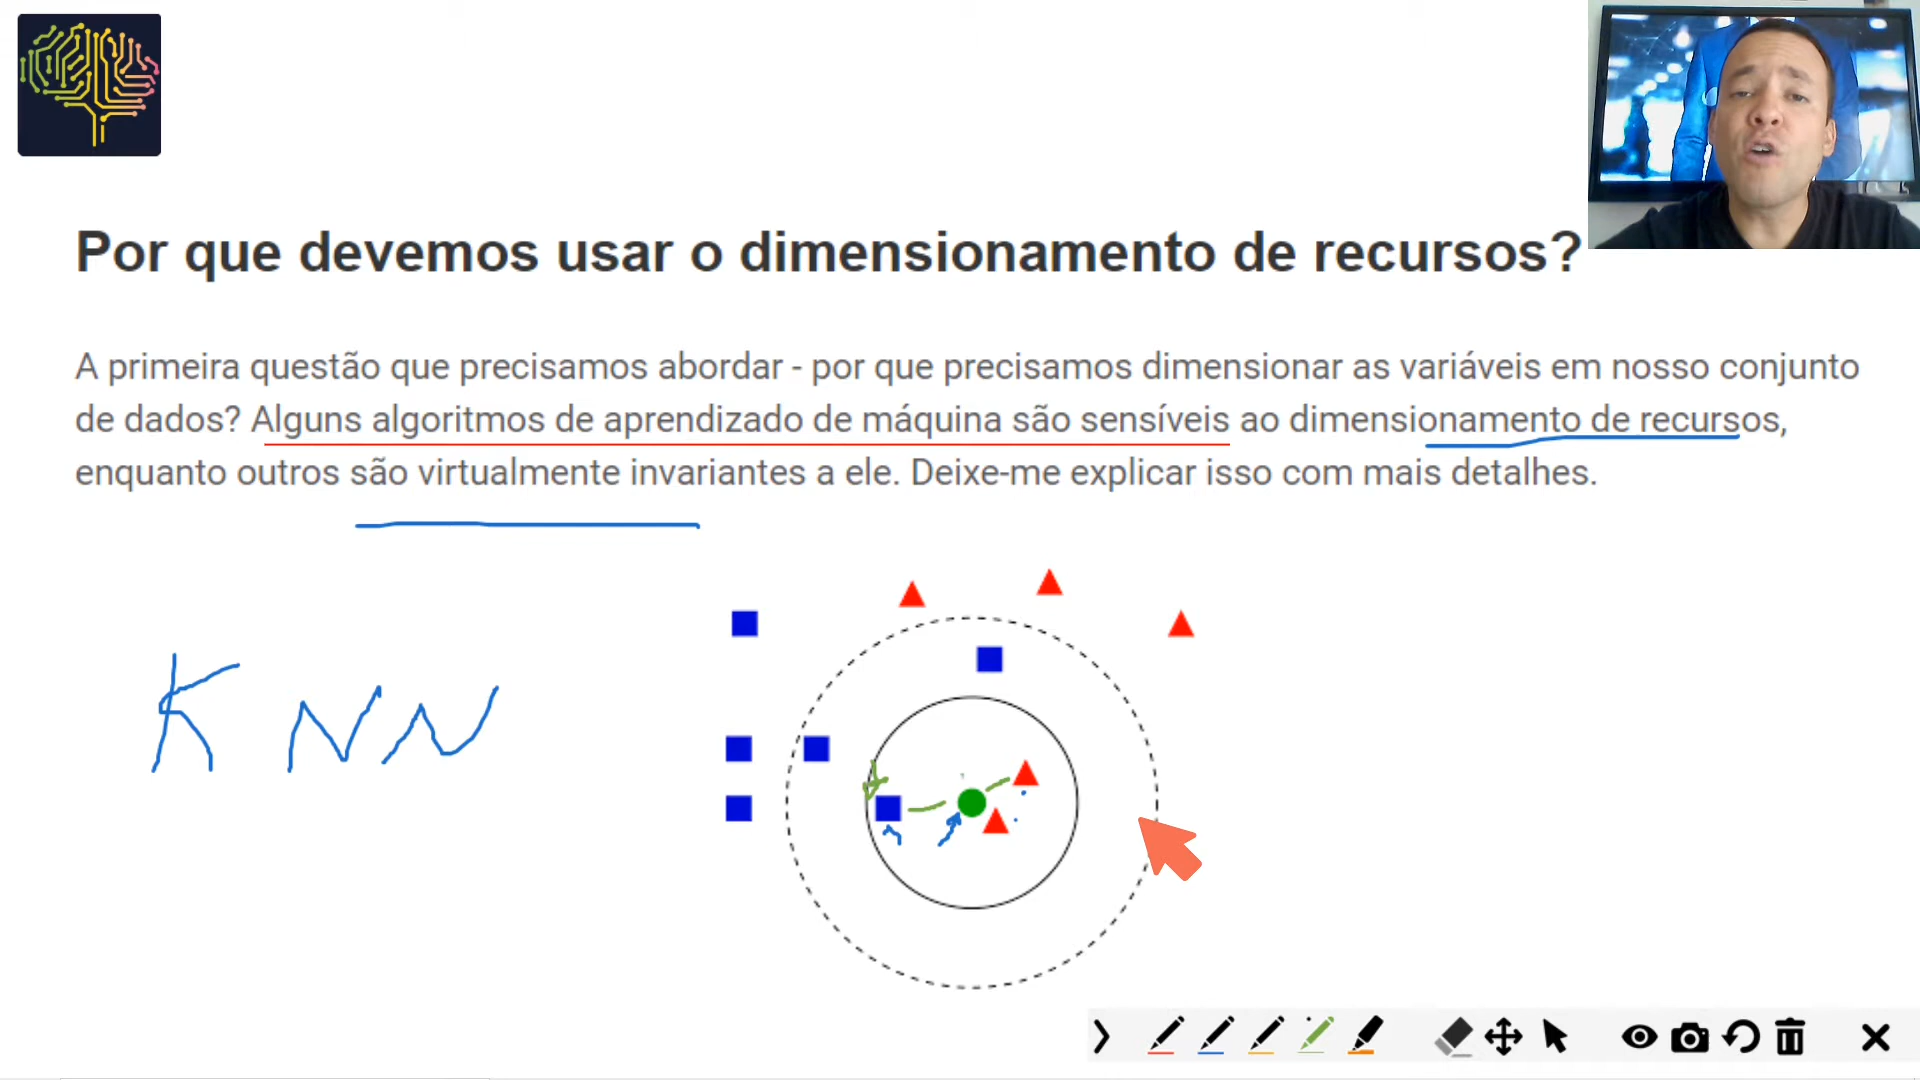 Por que devemos usar o dimensionamento de recursos?
A primeira questão que precisamos abordar - por que precisamos dimensionar as variáveis em nosso conjunto
de dados? Alguns algoritmos de aprendizado de máquina são sensíveis ao dimensionamento de recursos,
enquanto outros são virtualmente invariantes a ele. Deixe-me explicar isso com mais detalhes.
K NN